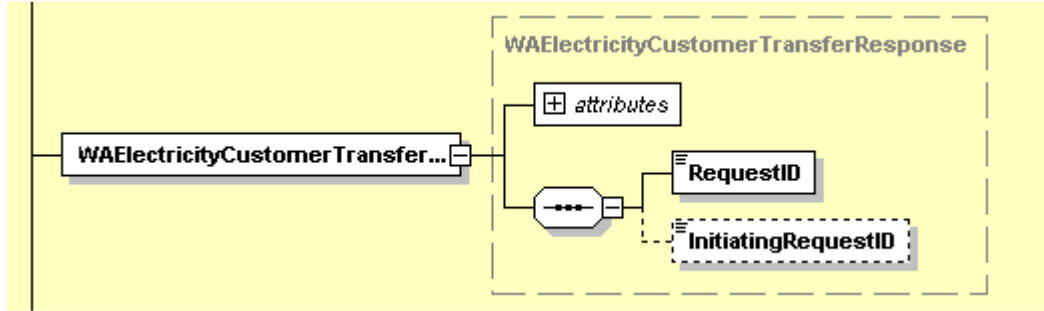 WAElectricityCustomerTransferResponse
attributes
WAElectricityCustomerTransfer...
RequestID
InitiatingRequestID